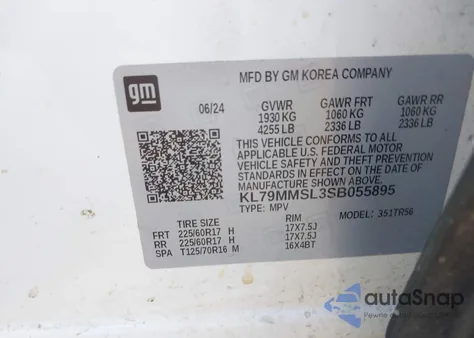 gm
MFD BY GM KOREA COMPANY
06/24 GVWR GAWR FRT GAWR RR
1930 KG 1060 KG 1060 KG
4255 LB 2336 LB 2336 LB
THIS VEHICLE CONFORMS TO ALL
APPLICABLE U.S. FEDERAL MOTOR
VEHICLE SAFETY AND THEFT PREVENTION
STANDARDS IN EFFECT ON THE DATE OF
MANUFACTURE SHOWN ABOVE.
KL79MMSL3SB055895
TYPE: MPV MODEL: 3S1TR56
TIRE SIZE RIM
FRT 225/60R17 H 17X7.5J
RR 225/60R17 H 17X7.5J
SPA T125/70R16 M 16X4BT
autoSnap